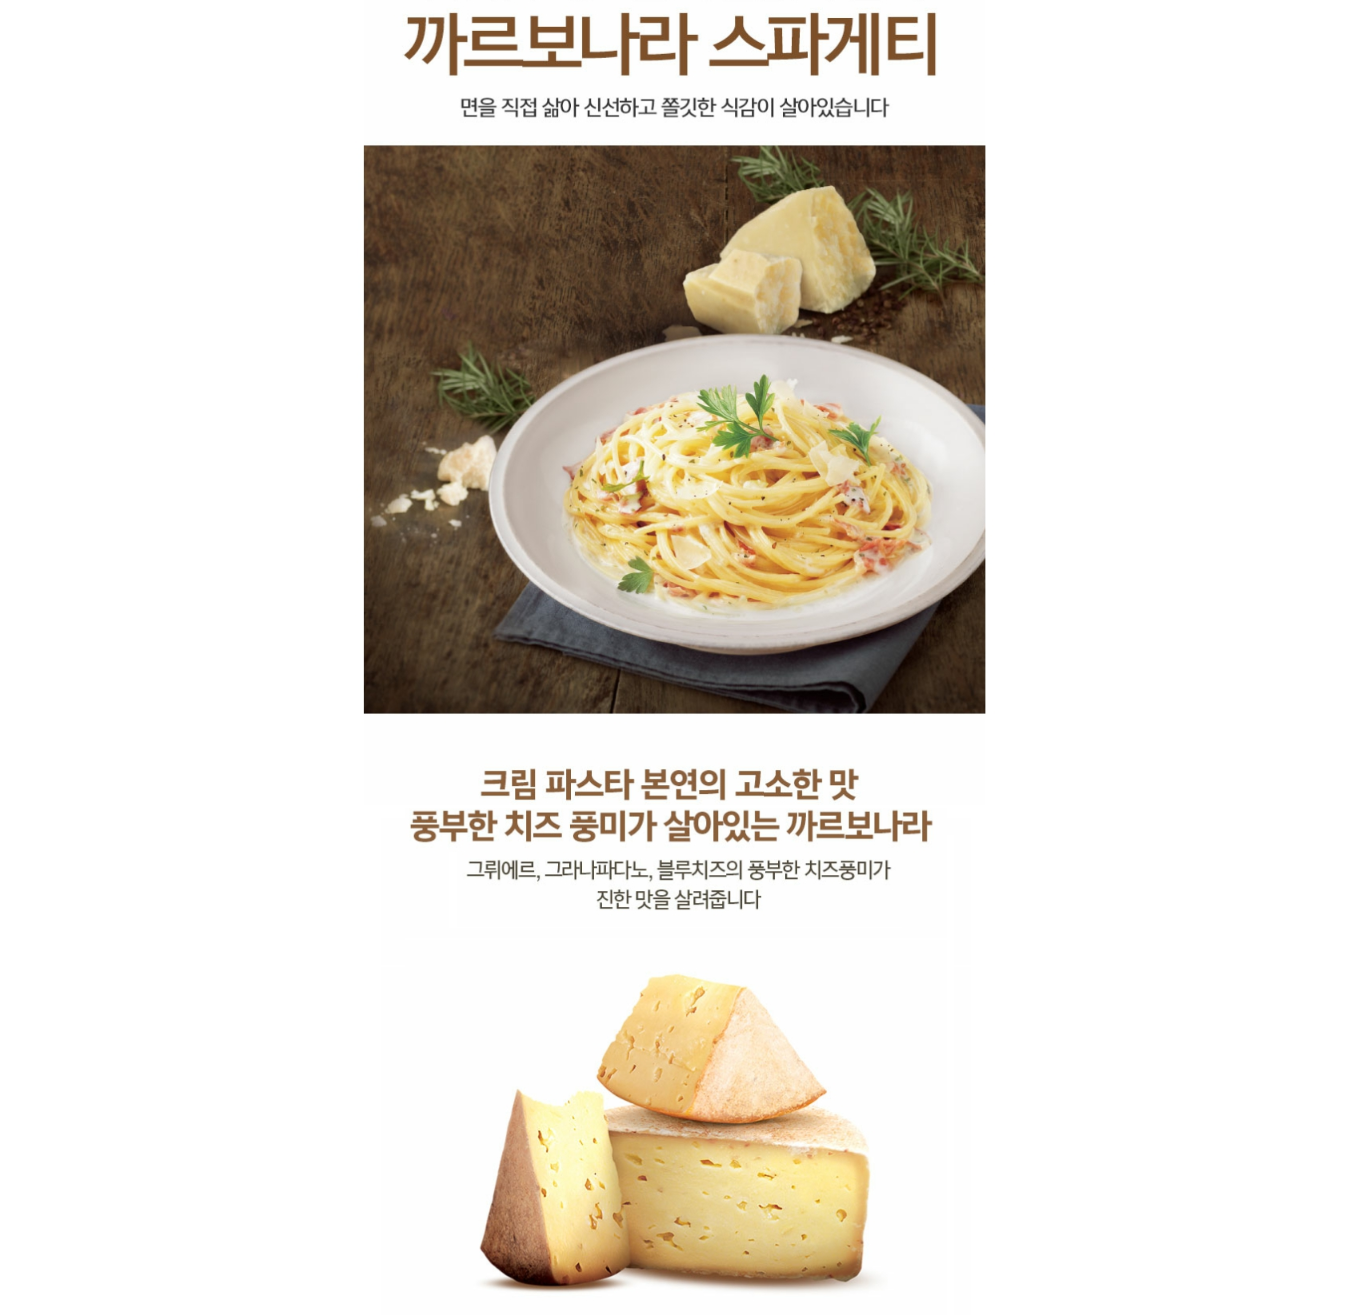 까르보나라 스파게티
면을 직접 삶아 신선하고 쫄깃한 식감이 살아있습니다
크림 파스타 본연의 고소한 맛
풍부한 치즈 풍미가 살아있는 까르보나라
그뤼에르, 그라나파다노, 블루치즈의 풍부한 치즈풍미가
진한 맛을 살려줍니다